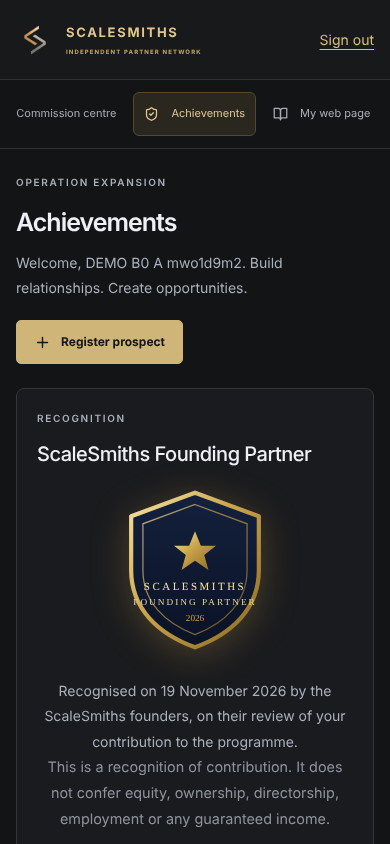 SCALESMITHS
INDEPENDENT PARTNER NETWORK
Sign out
Commission centre
Achievements
My web page
OPERATION EXPANSION
Achievements
Welcome, DEMO B0 A mwo1d9m2. Build
relationships. Create opportunities.
Register prospect
RECOGNITION
ScaleSmiths Founding Partner
SCALESMITHS
FOUNDING PARTNER
2026
Recognised on 19 November 2026 by the
ScaleSmiths founders, on their review of your
contribution to the programme.
This is a recognition of contribution. It does
not confer equity, ownership, directorship,
employment or any guaranteed income.